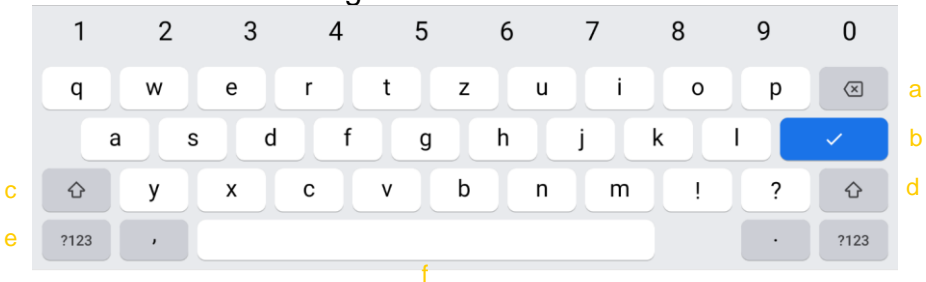 1 2 3 4 5 6 7 8 9 0
q w e r t z u i o p a
a s d f g h j k l b
c y x c v b n m ! ? d
e ?123 , . ?123
f